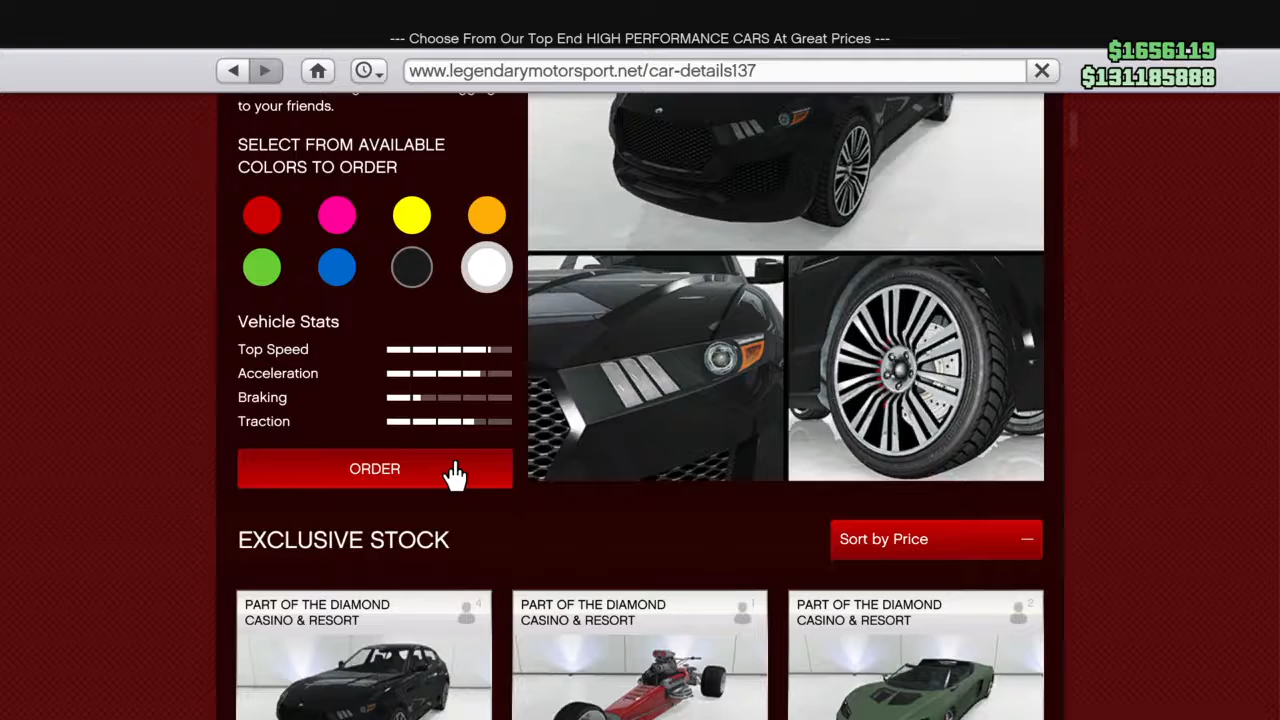 --- Choose From Our Top End HIGH PERFORMANCE CARS At Great Prices ---
$1656119
www.legendarymotorsport.net/car-details137
$131185888
to your friends.
SELECT FROM AVAILABLE
COLORS TO ORDER
Vehicle Stats
Top Speed
Acceleration
Braking
Traction
ORDER
EXCLUSIVE STOCK
Sort by Price
PART OF THE DIAMOND
CASINO & RESORT
4
PART OF THE DIAMOND
CASINO & RESORT
1
PART OF THE DIAMOND
CASINO & RESORT
2